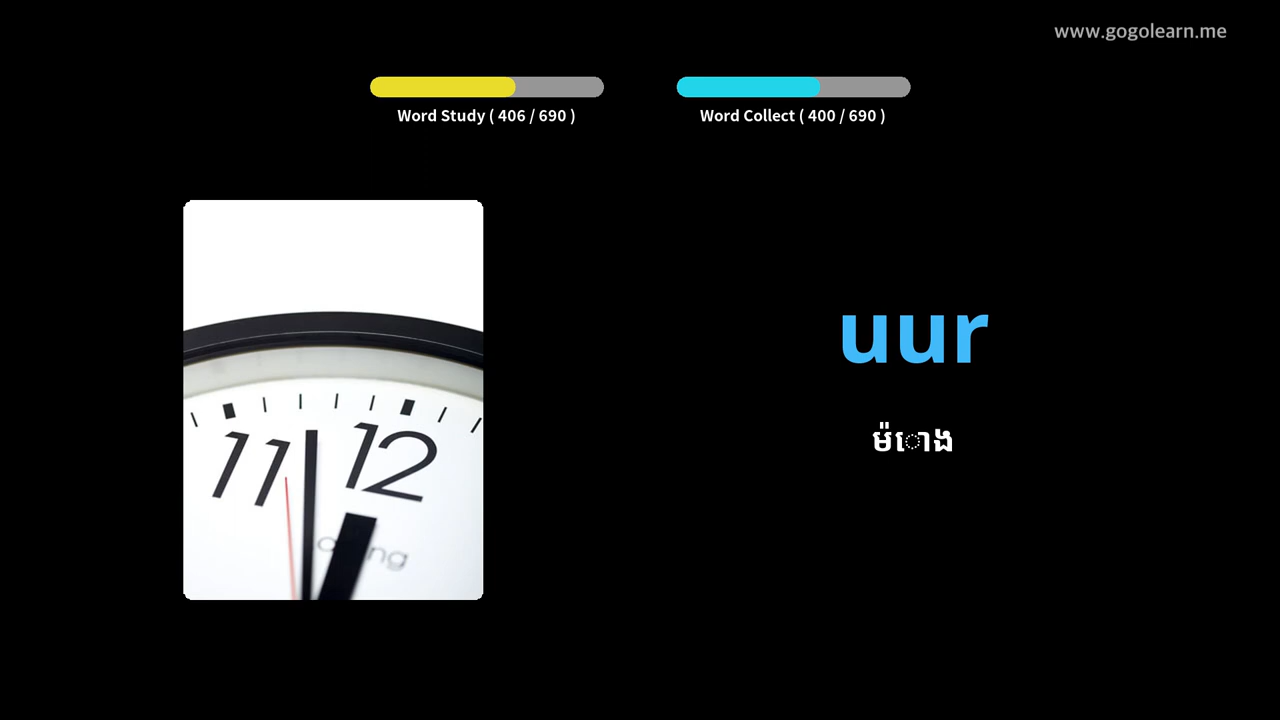 www.gogolearn.me
Word Study ( 406 / 690 )
Word Collect ( 400 / 690 )
11 12
uur
ម៉ោង